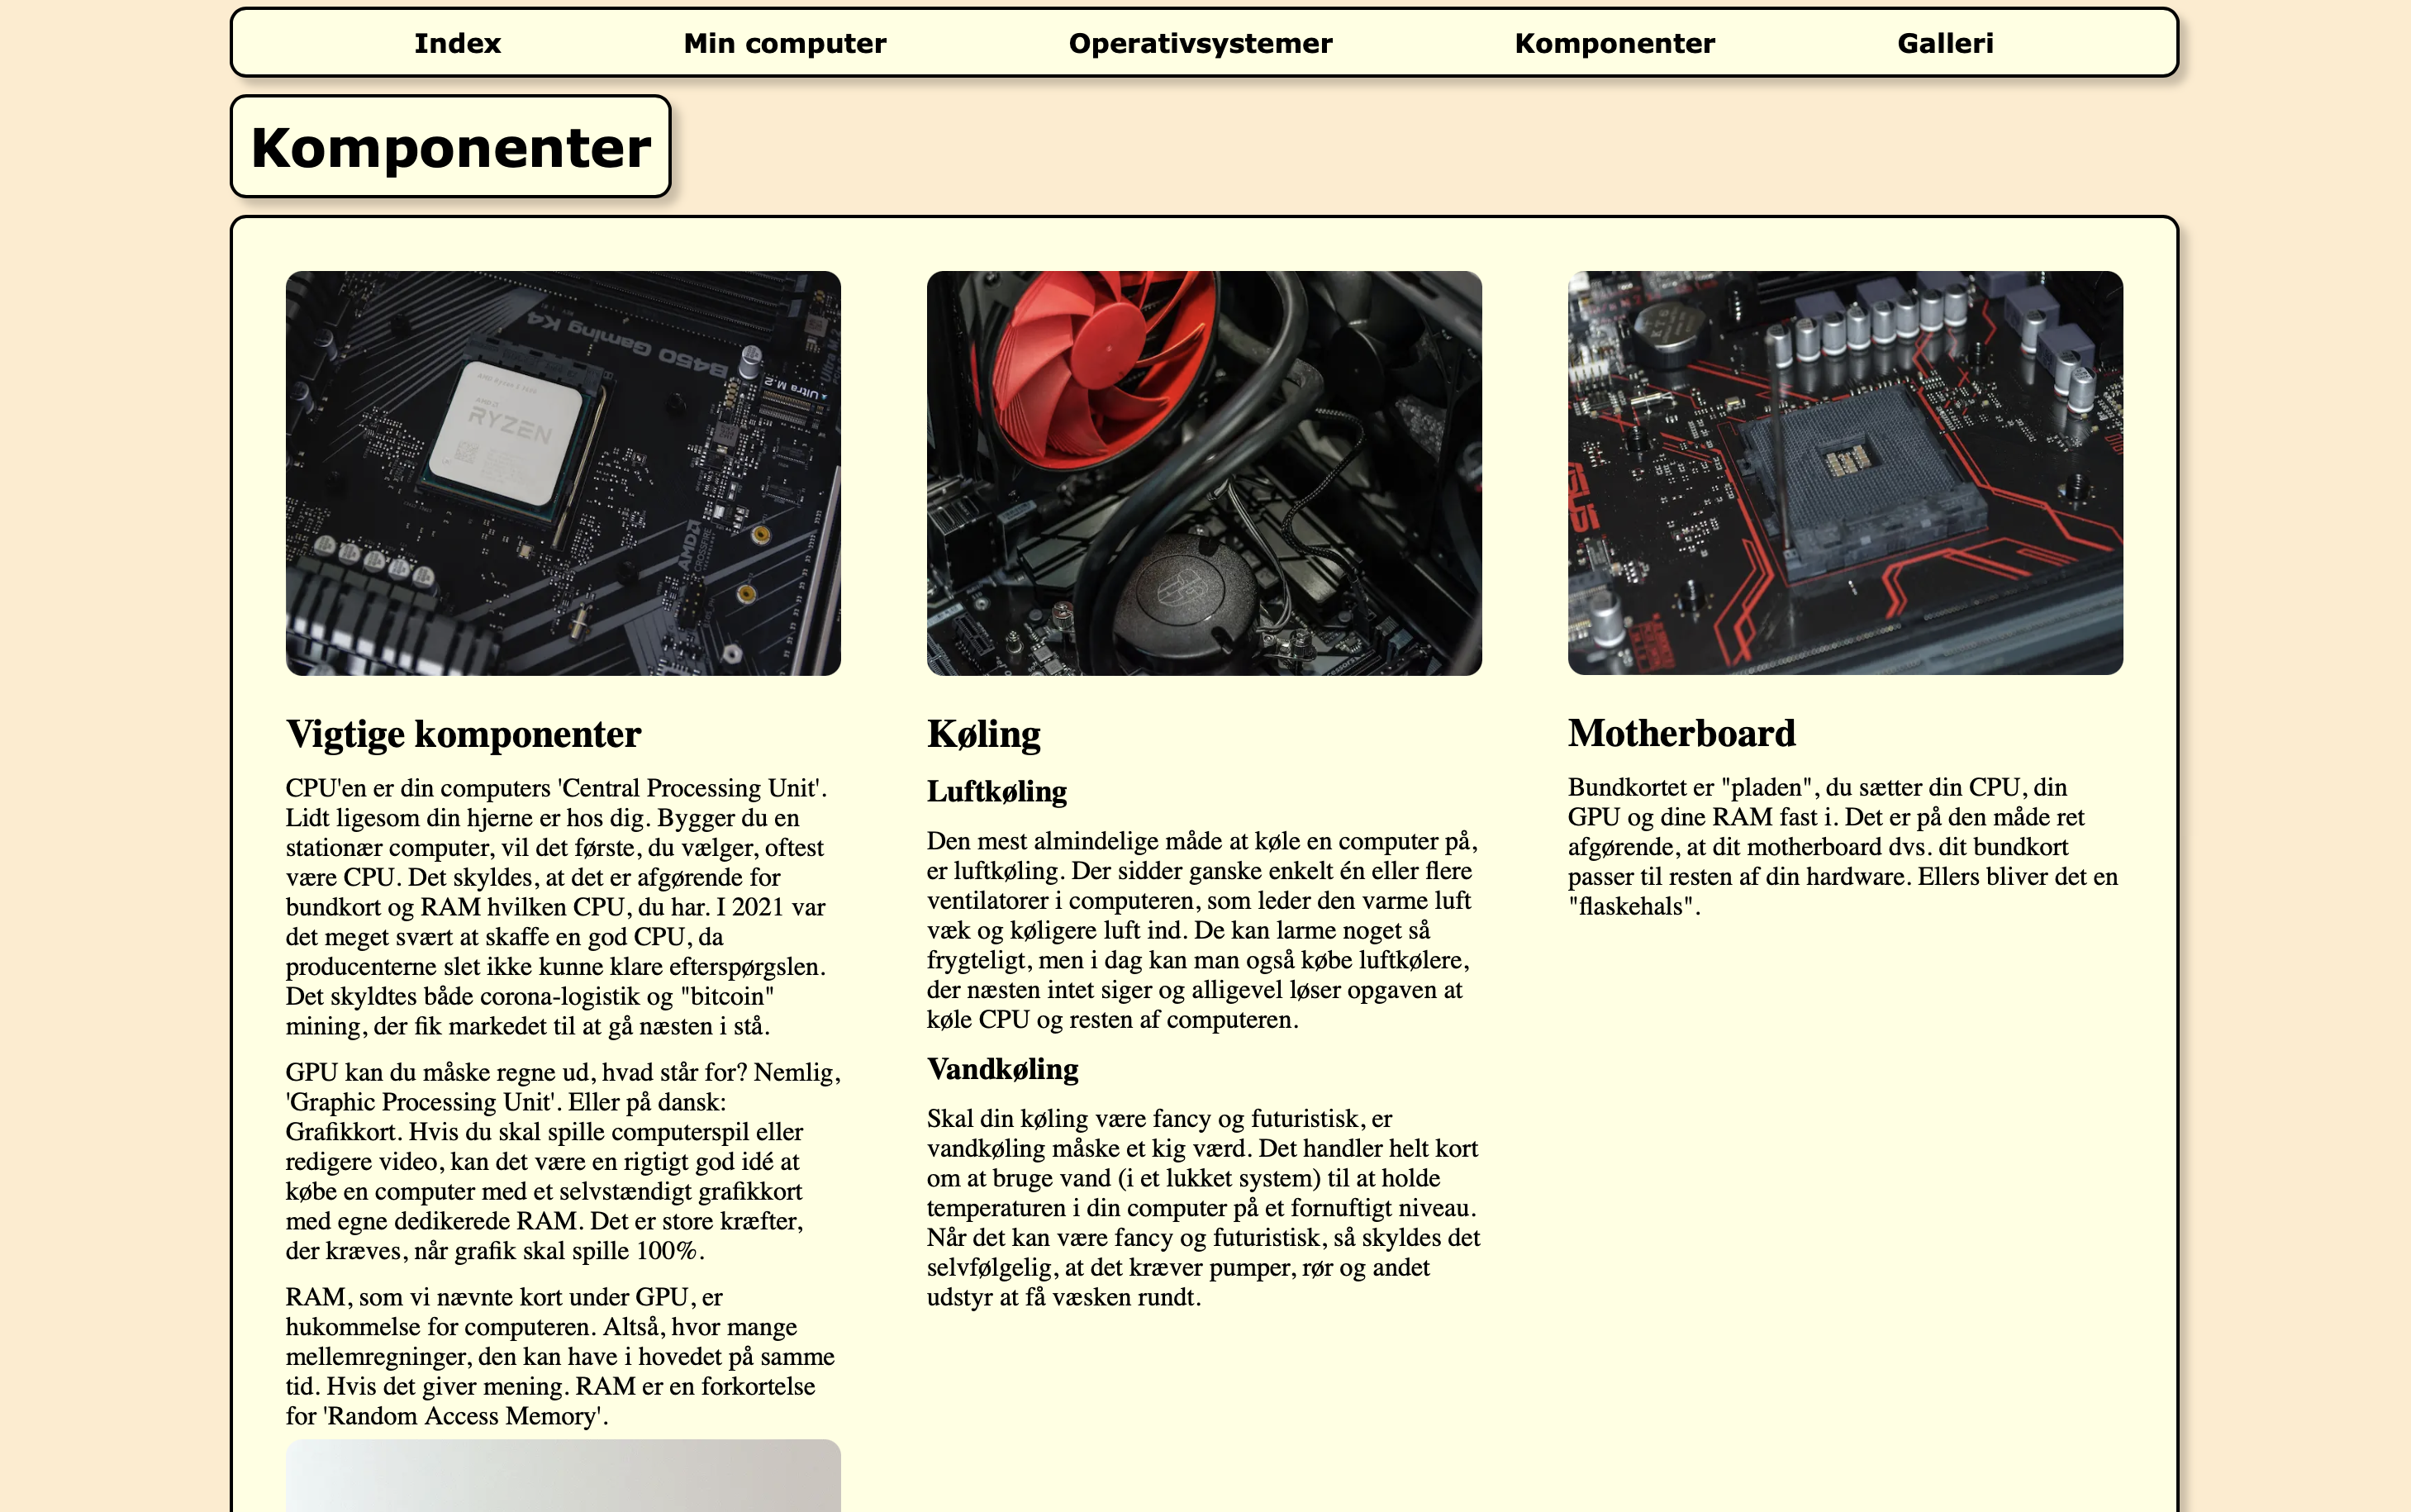 Index
Min computer
Operativsystemer
Komponenter
Galleri
Komponenter
B450 Gaming K4
Ultra M.2
AMD
RYZEN
AMD
CROSSFIRE
Vigtige komponenter
CPU'en er din computers 'Central Processing Unit'.
Lidt ligesom din hjerne er hos dig. Bygger du en
stationær computer, vil det første, du vælger, oftest
være CPU. Det skyldes, at det er afgørende for
bundkort og RAM hvilken CPU, du har. I 2021 var
det meget svært at skaffe en god CPU, da
producenterne slet ikke kunne klare efterspørgslen.
Det skyldtes både corona-logistik og "bitcoin"
mining, der fik markedet til at gå næsten i stå.
GPU kan du måske regne ud, hvad står for? Nemlig,
'Graphic Processing Unit'. Eller på dansk:
Grafikkort. Hvis du skal spille computerspil eller
redigere video, kan det være en rigtigt god idé at
købe en computer med et selvstændigt grafikkort
med egne dedikerede RAM. Det er store kræfter,
der kræves, når grafik skal spille 100%.
RAM, som vi nævnte kort under GPU, er
hukommelse for computeren. Altså, hvor mange
mellemregninger, den kan have i hovedet på samme
tid. Hvis det giver mening. RAM er en forkortelse
for 'Random Access Memory'.
Køling
Luftkøling
Den mest almindelige måde at køle en computer på,
er luftkøling. Der sidder ganske enkelt én eller flere
ventilatorer i computeren, som leder den varme luft
væk og køligere luft ind. De kan larme noget så
frygteligt, men i dag kan man også købe luftkølere,
der næsten intet siger og alligevel løser opgaven at
køle CPU og resten af computeren.
Vandkøling
Skal din køling være fancy og futuristisk, er
vandkøling måske et kig værd. Det handler helt kort
om at bruge vand (i et lukket system) til at holde
temperaturen i din computer på et fornuftigt niveau.
Når det kan være fancy og futuristisk, så skyldes det
selvfølgelig, at det kræver pumper, rør og andet
udstyr at få væsken rundt.
Motherboard
Bundkortet er "pladen", du sætter din CPU, din
GPU og dine RAM fast i. Det er på den måde ret
afgørende, at dit motherboard dvs. dit bundkort
passer til resten af din hardware. Ellers bliver det en
"flaskehals".